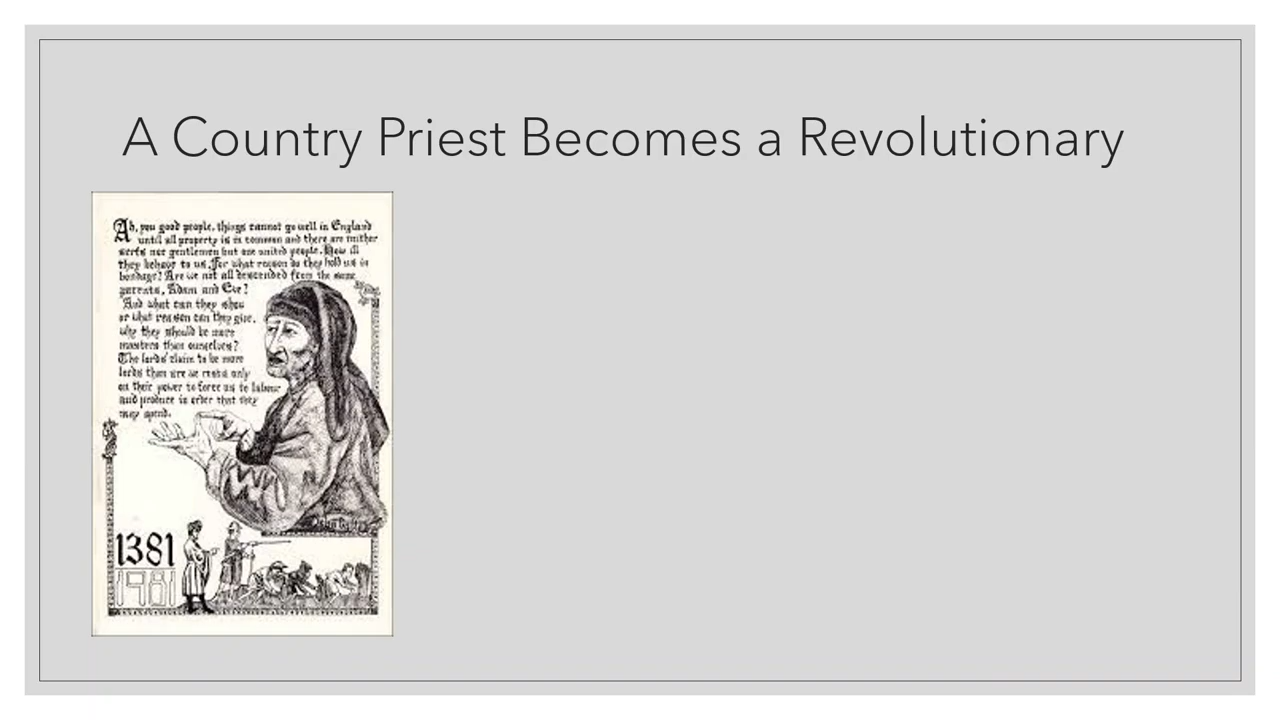 A Country Priest Becomes a Revolutionary
Ah, you good people, things cannot go well in England
until all property is in common and there are neither
serfs nor gentlemen but one united people. How ill
they behave to us. For what reason do they hold us in
bondage? Are we not all descended from the same
parents, Adam and Eve?
And what can they show
or what reason can they give,
why they should be more
masters than ourselves?
The lords' claim to be more
lords than are we rests only
on their power to force us to labour
and produce in order that they
may spend.
John Ball
1381
1981